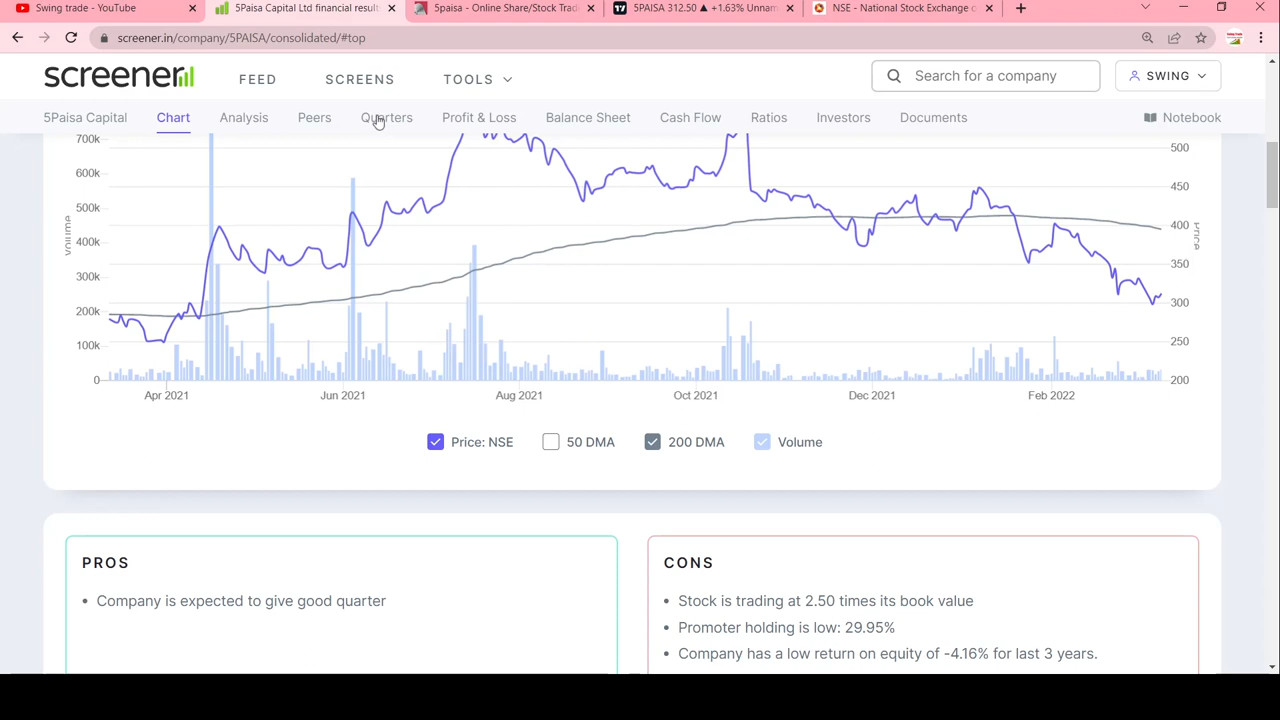 Swing trade - YouTube
5Paisa Capital Ltd financial result
5paisa - Online Share/Stock Trad
5PAISA 312.50 ▲ +1.63% Unnam
NSE - National Stock Exchange o
screener.in/company/5PAISA/consolidated/#top
screener
FEED
SCREENS
TOOLS
Search for a company
SWING
5Paisa Capital
Chart
Analysis
Peers
Quarters
Profit & Loss
Balance Sheet
Cash Flow
Ratios
Investors
Documents
Notebook
700k
600k
500k
400k
300k
200k
100k
0
Volume
500
450
400
350
300
250
200
Price
Apr 2021
Jun 2021
Aug 2021
Oct 2021
Dec 2021
Feb 2022
Price: NSE
50 DMA
200 DMA
Volume
PROS
Company is expected to give good quarter
CONS
Stock is trading at 2.50 times its book value
Promoter holding is low: 29.95%
Company has a low return on equity of -4.16% for last 3 years.